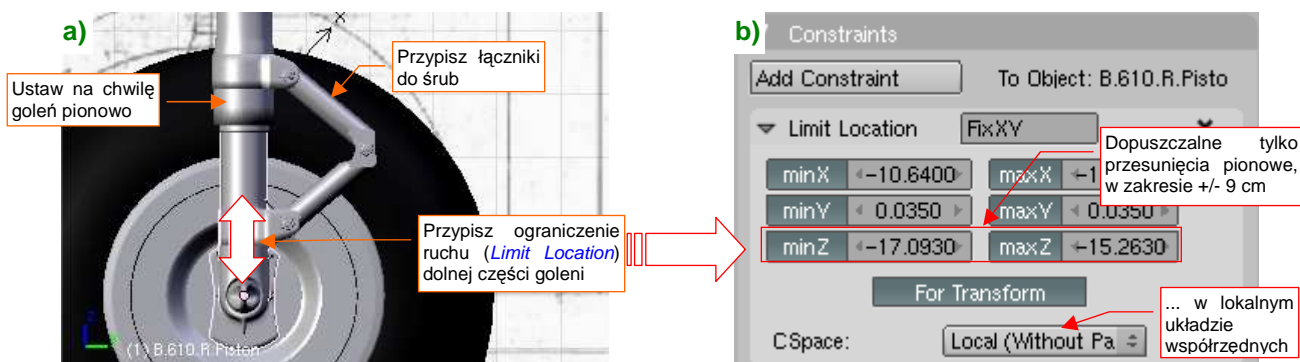 a)
X
Przypisz łączniki
do śrub
Ustaw na chwilę
goleń pionowo
Przypisz ograniczenie
ruchu (Limit Location)
dolnej części goleni
(1) B.610.R.Piston
b)
Constraints
Add Constraint
To Object: B.610.R.Pisto
Limit Location
FixXY
Dopuszczalne tylko
przesunięcia pionowe,
w zakresie +/- 9 cm
minX -10.6400 maxX
minY 0.0350 maxY 0.0350
minZ -17.0930 maxZ -15.2630
For Transform
... w lokalnym
układzie
współrzędnych
CSpace: Local (Without Pa